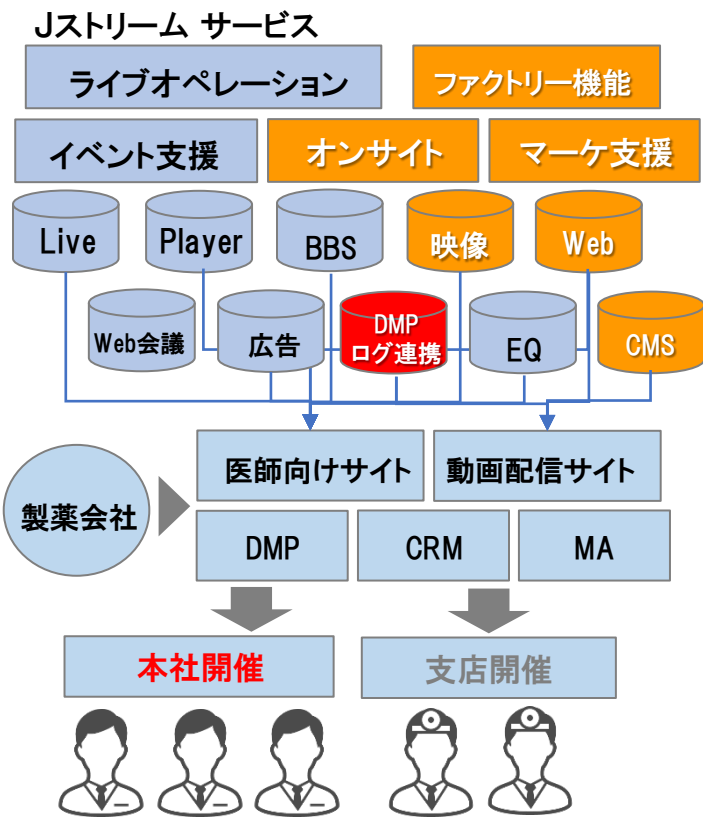 Jストリーム サービス
ライブオペレーション
ファクトリー機能
イベント支援
オンサイト
マーケ支援
Live
Player
BBS
映像
Web
Web会議
広告
DMP
ログ連携
EQ
CMS
製薬会社
医師向けサイト
動画配信サイト
DMP
CRM
MA
本社開催
支店開催